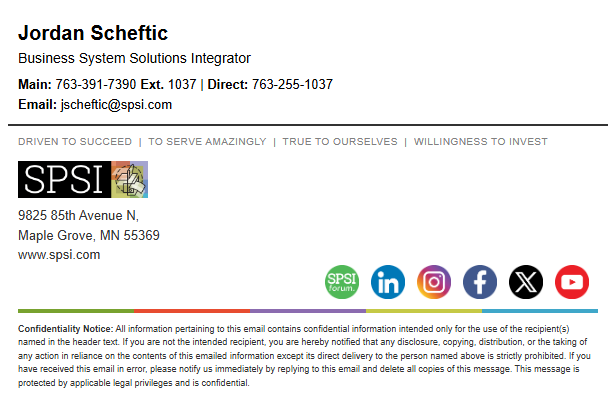 Jordan Scheftic
Business System Solutions Integrator
Main: 763-391-7390 Ext. 1037 | Direct: 763-255-1037
Email: jscheftic@spsi.com
DRIVEN TO SUCCEED | TO SERVE AMAZINGLY | TRUE TO OURSELVES | WILLINGNESS TO INVEST
SPSI
9825 85th Avenue N,
Maple Grove, MN 55369
www.spsi.com
SPSI
forum.
in
f
X
Confidentiality Notice: All information pertaining to this email contains confidential information intended only for the use of the recipient(s)
named in the header text. If you are not the intended recipient, you are hereby notified that any disclosure, copying, distribution, or the taking of
any action in reliance on the contents of this emailed information except its direct delivery to the person named above is strictly prohibited. If you
have received this email in error, please notify us immediately by replying to this email and delete all copies of this message. This message is
protected by applicable legal privileges and is confidential.